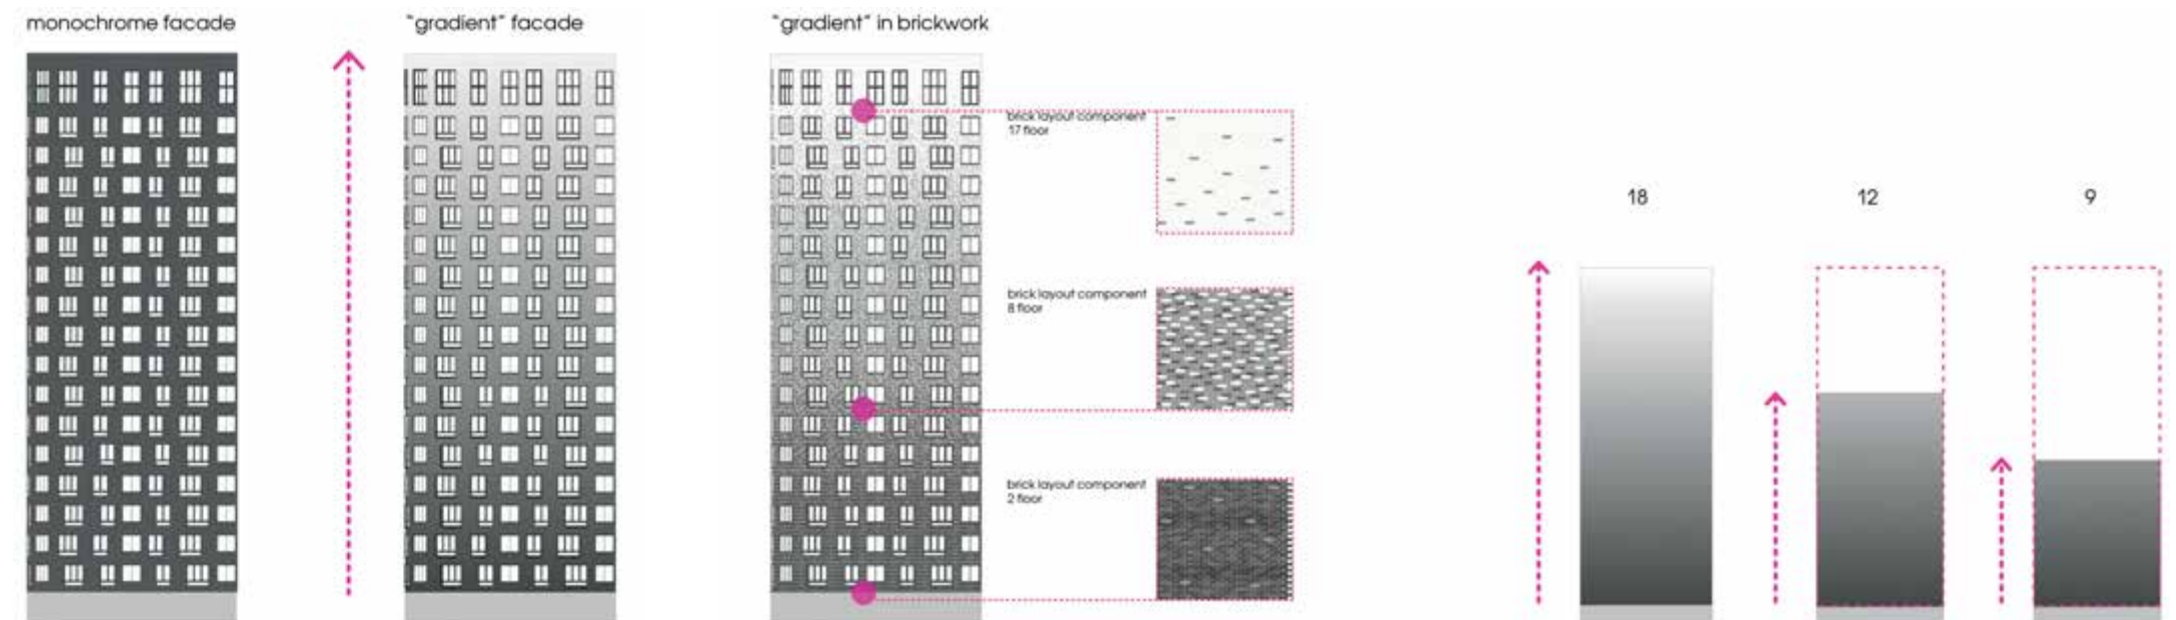 monochrome facade
"gradient" facade
"gradient" in brickwork
brick layout component
17 floor
brick layout component
8 floor
brick layout component
2 floor
18
12
9